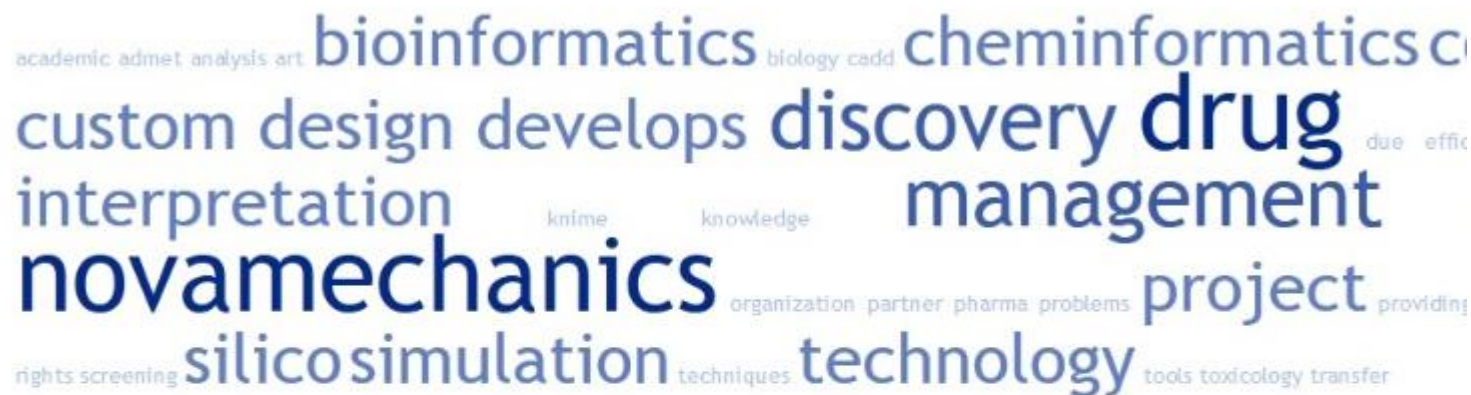 academic admet analysis art bioinformatics biology cadd cheminformatics
custom design develops discovery drug due
interpretation knime knowledge management
novamechanics organization partner pharma problems project providing
rights screening silico simulation techniques technology tools toxicology transfer